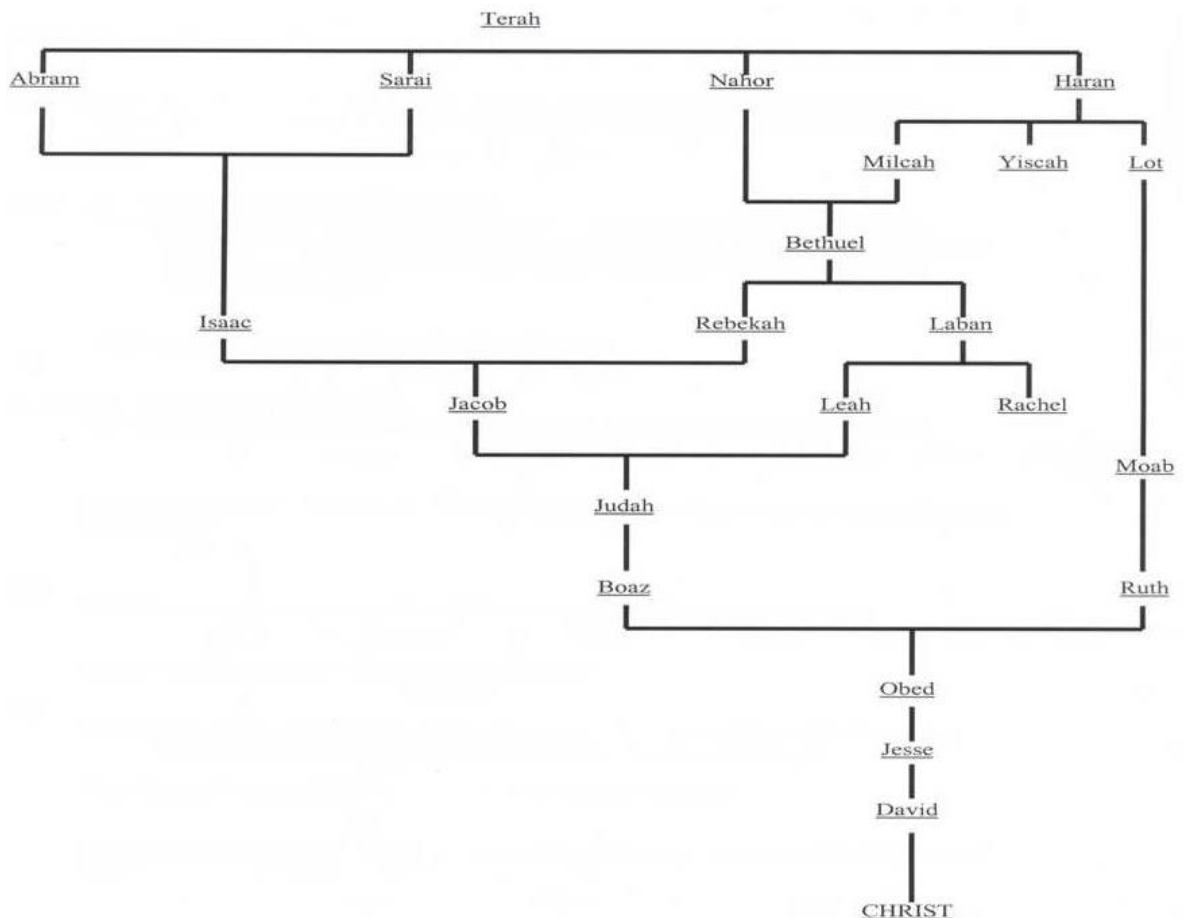 Terah
Abram Sarai Nahor Haran
Milcah Yiscah Lot
Bethuel
Isaac Rebekah Laban
Jacob Leah Rachel
Moab
Judah
Boaz Ruth
Obed
Jesse
David
CHRIST